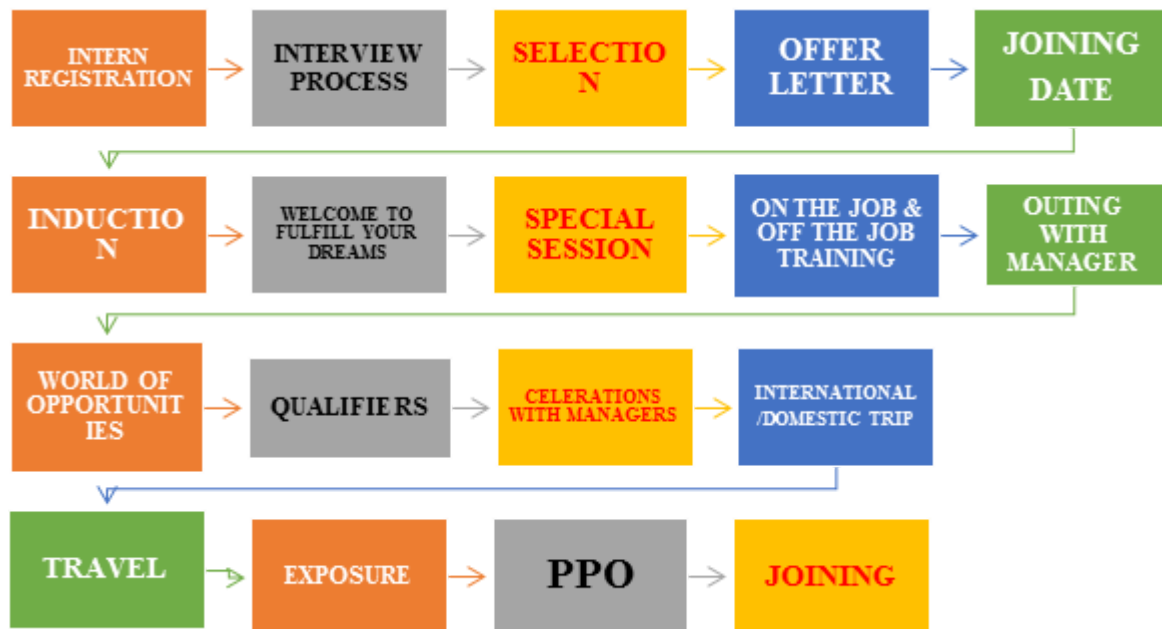 INTERN
REGISTRATION
INTERVIEW
PROCESS
SELECTIO
N
OFFER
LETTER
JOINING
DATE
INDUCTIO
N
WELCOME TO
FULFILL YOUR
DREAMS
SPECIAL
SESSION
ON THE JOB &
OFF THE JOB
TRAINING
OUTING
WITH
MANAGER
WORLD OF
OPPORTUNIT
IES
QUALIFIERS
CELERATIONS
WITH MANAGERS
INTERNATIONAL
/DOMESTIC TRIP
TRAVEL
EXPOSURE
PPO
JOINING